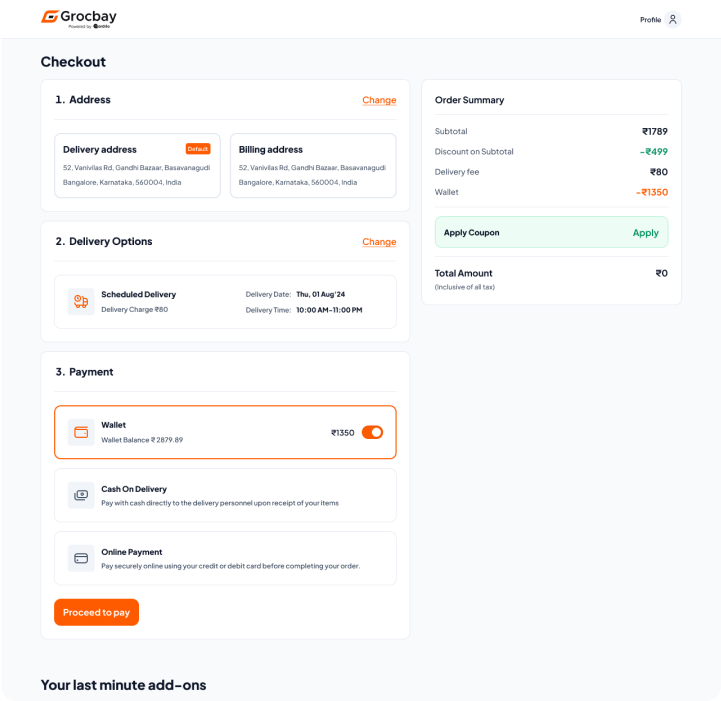 Grocbay
Powered by
Profile
Checkout
1. Address
Change
Delivery address
Default
52, Vanivilas Rd, Gandhi Bazaar, Basavanagudi
Bangalore, Karnataka, 560004, India
Billing address
52, Vanivilas Rd, Gandhi Bazaar, Basavanagudi
Bangalore, Karnataka, 560004, India
2. Delivery Options
Change
Scheduled Delivery
Delivery Charge ₹80
Delivery Date: Thu, 01 Aug'24
Delivery Time: 10:00 AM-11:00 PM
3. Payment
Wallet
Wallet Balance ₹ 2879.89
₹1350
Cash On Delivery
Pay with cash directly to the delivery personnel upon receipt of your items
Online Payment
Pay securely online using your credit or debit card before completing your order.
Proceed to pay
Order Summary
Subtotal ₹1789
Discount on Subtotal -₹499
Delivery fee ₹80
Wallet -₹1350
Apply Coupon Apply
Total Amount ₹0
(Inclusive of all tax)
Your last minute add-ons